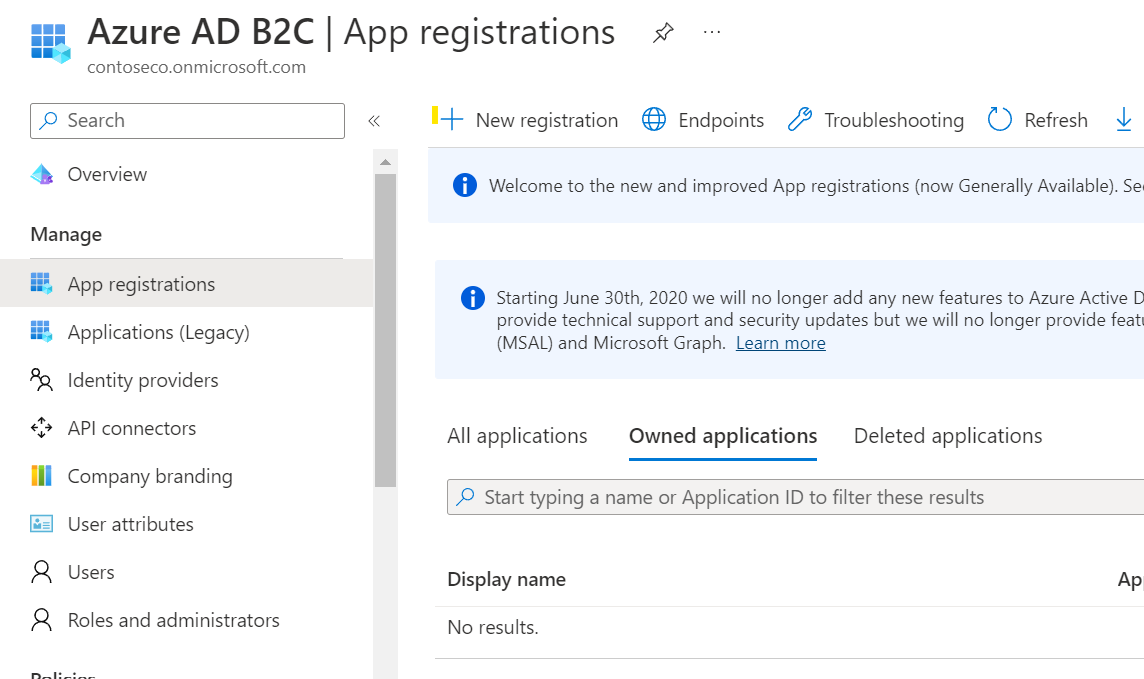 Azure AD B2C | App registrations
...
contoseco.onmicrosoft.com
Search
«
Overview
Manage
App registrations
Applications (Legacy)
Identity providers
API connectors
Company branding
User attributes
Users
Roles and administrators
Policies
New registration
Endpoints
Troubleshooting
Refresh
Welcome to the new and improved App registrations (now Generally Available). See
Starting June 30th, 2020 we will no longer add any new features to Azure Active D
provide technical support and security updates but we will no longer provide featu
(MSAL) and Microsoft Graph. Learn more
All applications
Owned applications
Deleted applications
Start typing a name or Application ID to filter these results
Display name
App
No results.